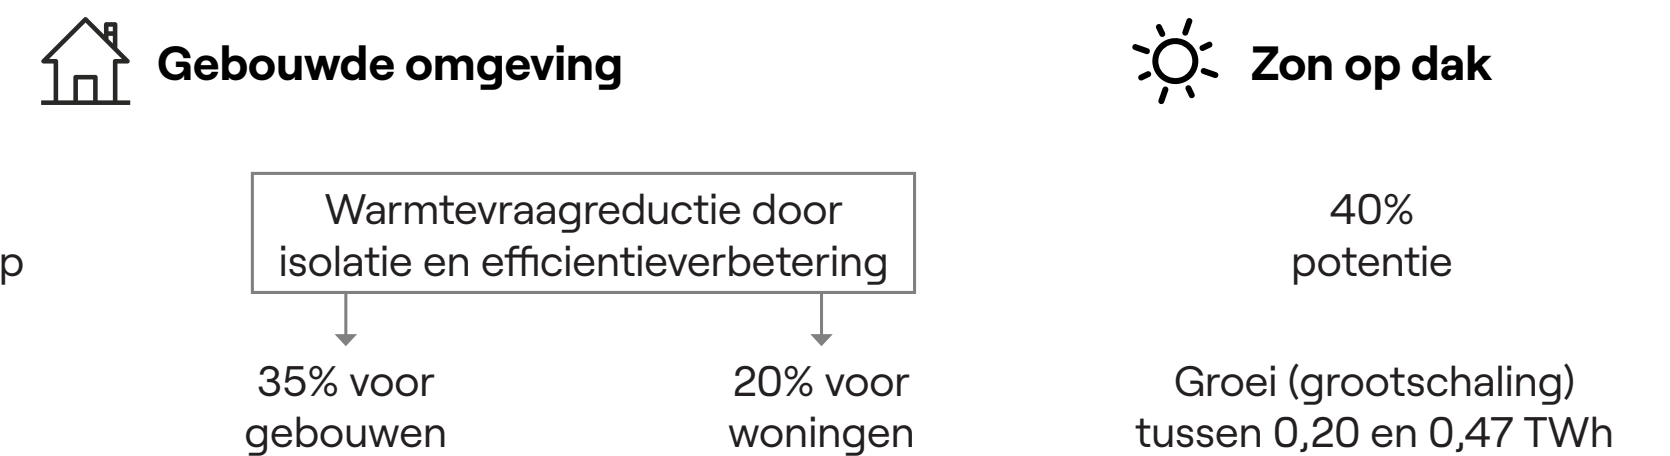 Gebouwde omgeving
Zon op dak
Warmtevraagreductie door
isolatie en efficientieverbetering
35% voor
gebouwen
20% voor
woningen
40%
potentie
Groei (grootschaling)
tussen 0,20 en 0,47 TWh